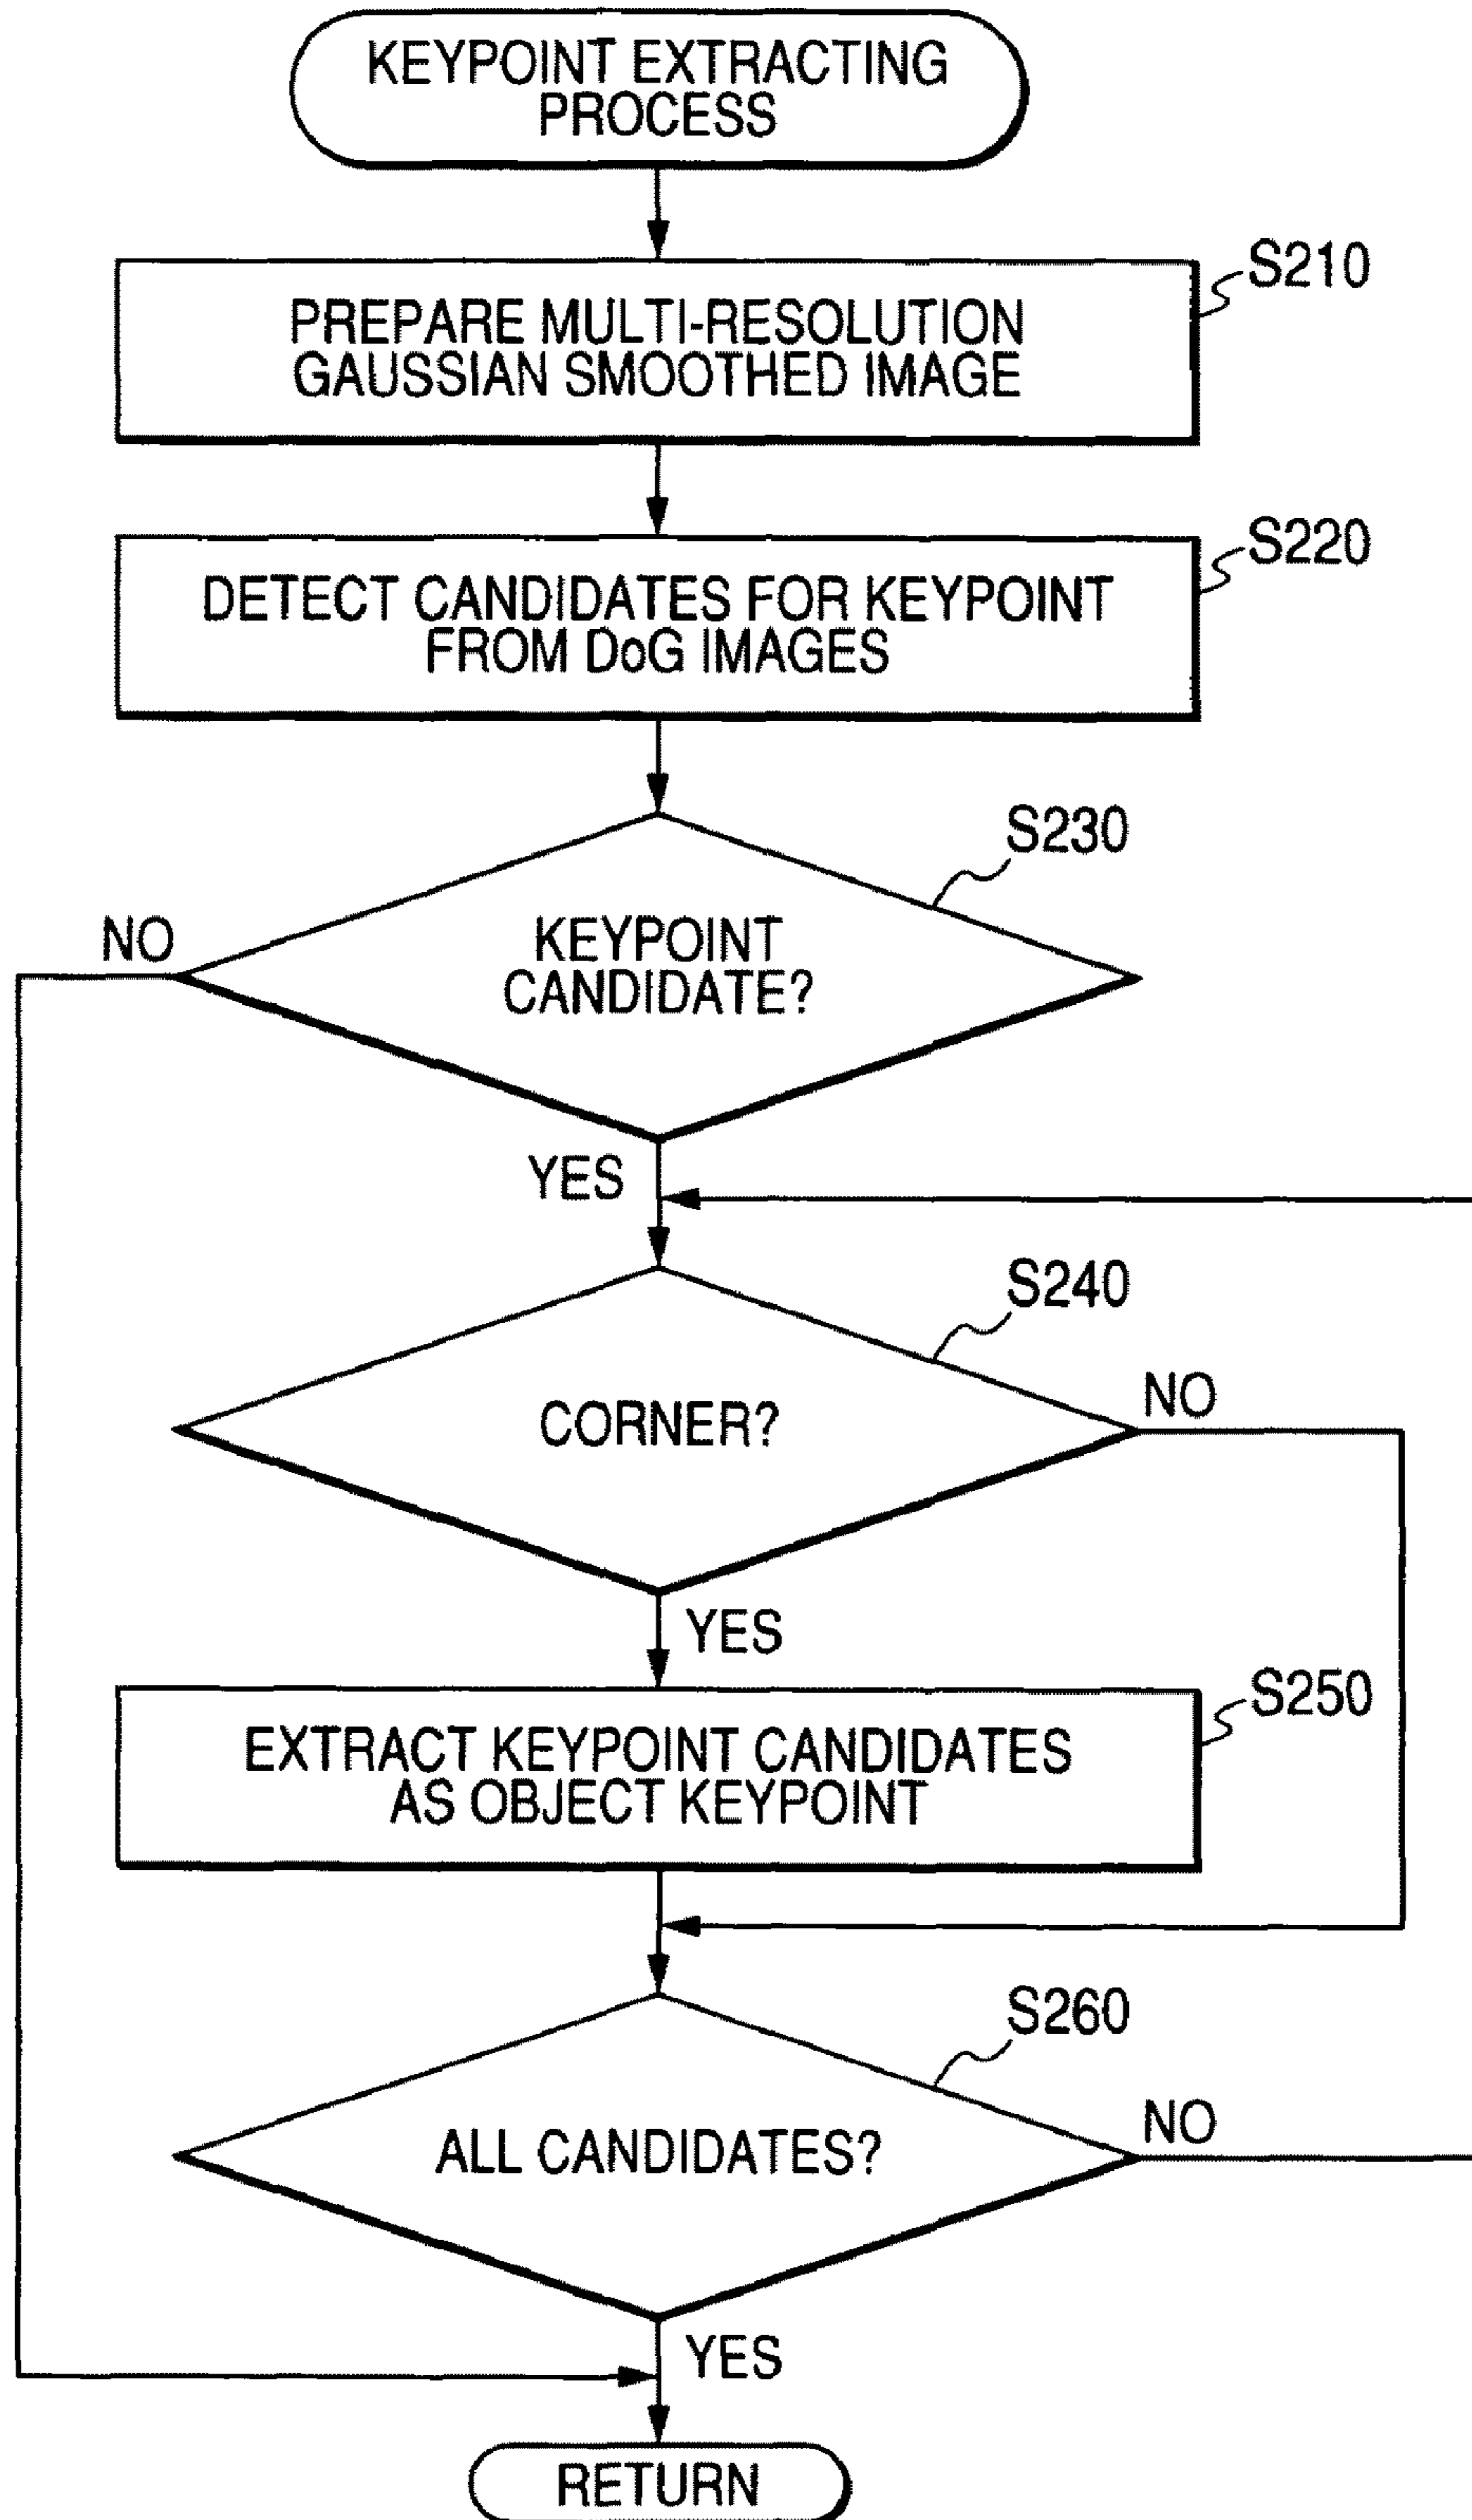 KEYPOINT EXTRACTING
PROCESS
S210
PREPARE MULTI-RESOLUTION
GAUSSIAN SMOOTHED IMAGE
S220
DETECT CANDIDATES FOR KEYPOINT
FROM DoG IMAGES
S230
NO
KEYPOINT
CANDIDATE?
YES
S240
NO
CORNER?
YES
S250
EXTRACT KEYPOINT CANDIDATES
AS OBJECT KEYPOINT
S260
NO
ALL CANDIDATES?
YES
RETURN